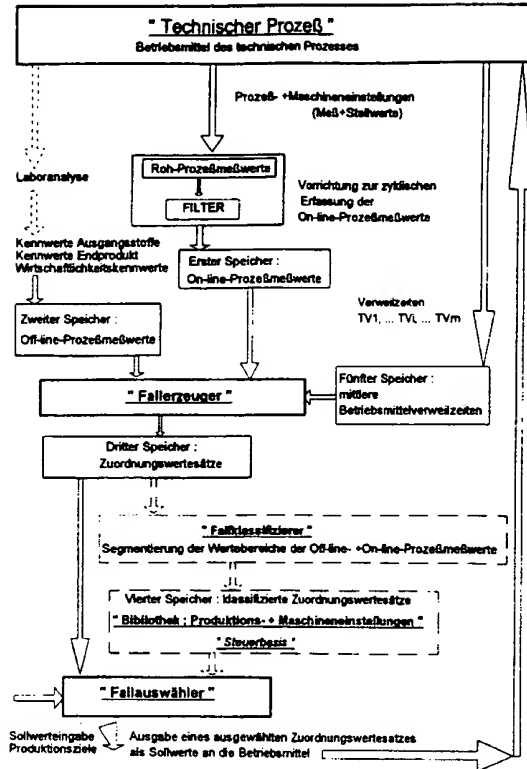 " Technischer Prozeß "
Betriebsmittel des technischen Prozesses
Prozeß- +Maschineneinstellungen
(Meß+Stellwerte)
Roh-Prozeßmeßwerte
FILTER
Vorrichtung zur zyklischen
Erfassung der
On-line-Prozeßmeßwerte
Laboranalyse
Kennwerte Ausgangsstoffe
Kennwerte Endprodukt
Wirtschaftlichkeitskennwerte
Erster Speicher :
On-line-Prozeßmeßwerte
Zweiter Speicher :
Off-line-Prozeßmeßwerte
Verweilzeiten
TV1, ... TVi, ... TVm
" Fallerzeuger "
Fünfter Speicher :
mittlere
Betriebsmittelverweilzeiten
Dritter Speicher :
Zuordnungswertesätze
" Fallklassifizierer "
Segmentierung der Wertebereiche der Off-line- +On-line-Prozeßmeßwerte
Vierter Speicher : klassifizierte Zuordnungswertesätze
" Bibliothek ; Produktions- + Maschineneinstellungen "
" Steuerbasis "
" Fallauswähler "
Sollwerteingabe
Produktionsziele
Ausgabe eines ausgewählten Zuordnungswertesatzes
als Sollwerte an die Betriebsmittel